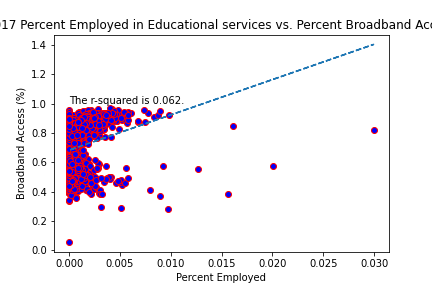 17 Percent Employed in Educational services vs. Percent Broadband Acc
1.4
1.2
1.0
0.8
0.6
0.4
0.2
0.0
Broadband Access (%)
The r-squared is 0.062.
0.000 0.005 0.010 0.015 0.020 0.025 0.030
Percent Employed